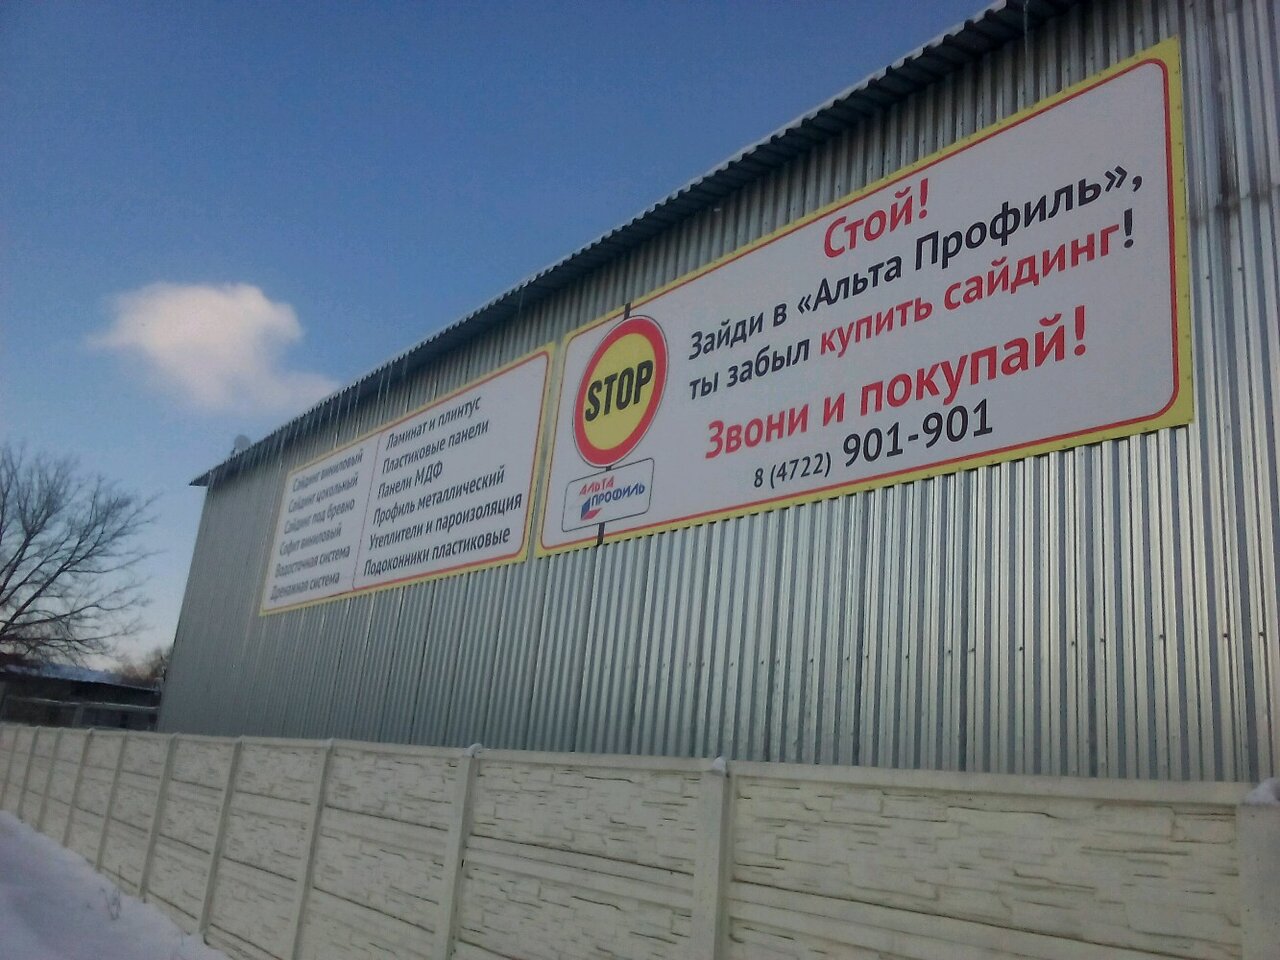 Сайдинг виниловый
Сайдинг цокольный
Сайдинг под бревно
Софит виниловый
Водосточная система
Дренажная система
Ламинат и плинтус
Пластиковые панели
Панели МДФ
Профиль металлический
Утеплители и пароизоляция
Подоконники пластиковые
STOP
АЛЬТА
ПРОФИЛЬ
Стой!
Зайди в «Альта Профиль»,
ты забыл купить сайдинг!
Звони и покупай!
8 (4722) 901-901